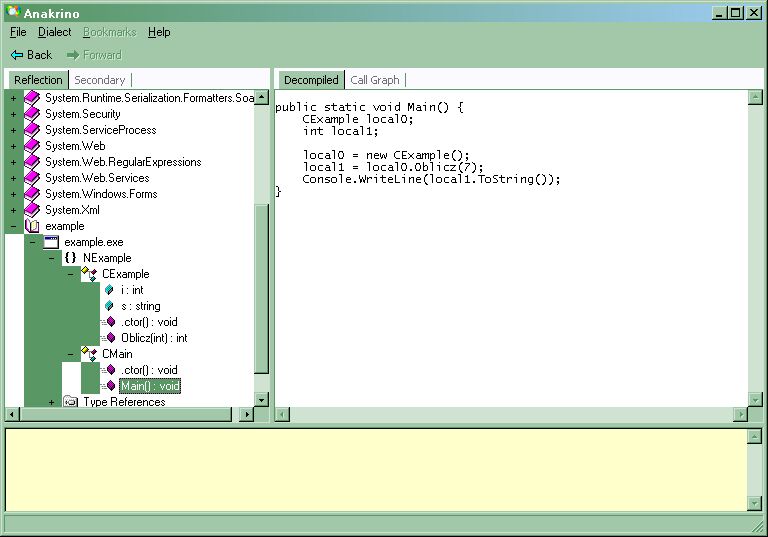 Anakrino
File Dialect Bookmarks Help
Back Forward
Reflection Secondary
Decompiled Call Graph
System.Runtime.Serialization.Formatters.Soa
System.Security
System.ServiceProcess
System.Web
System.Web.RegularExpressions
System.Web.Services
System.Windows.Forms
System.Xml
example
example.exe
{} NExample
CExample
i : int
s : string
.ctor() : void
Oblicz(int) : int
CMain
.ctor() : void
Main() : void
Type References
public static void Main() {
    CExample local0;
    int local1;
    local0 = new CExample();
    local1 = local0.Oblicz(7);
    Console.WriteLine(local1.ToString());
}